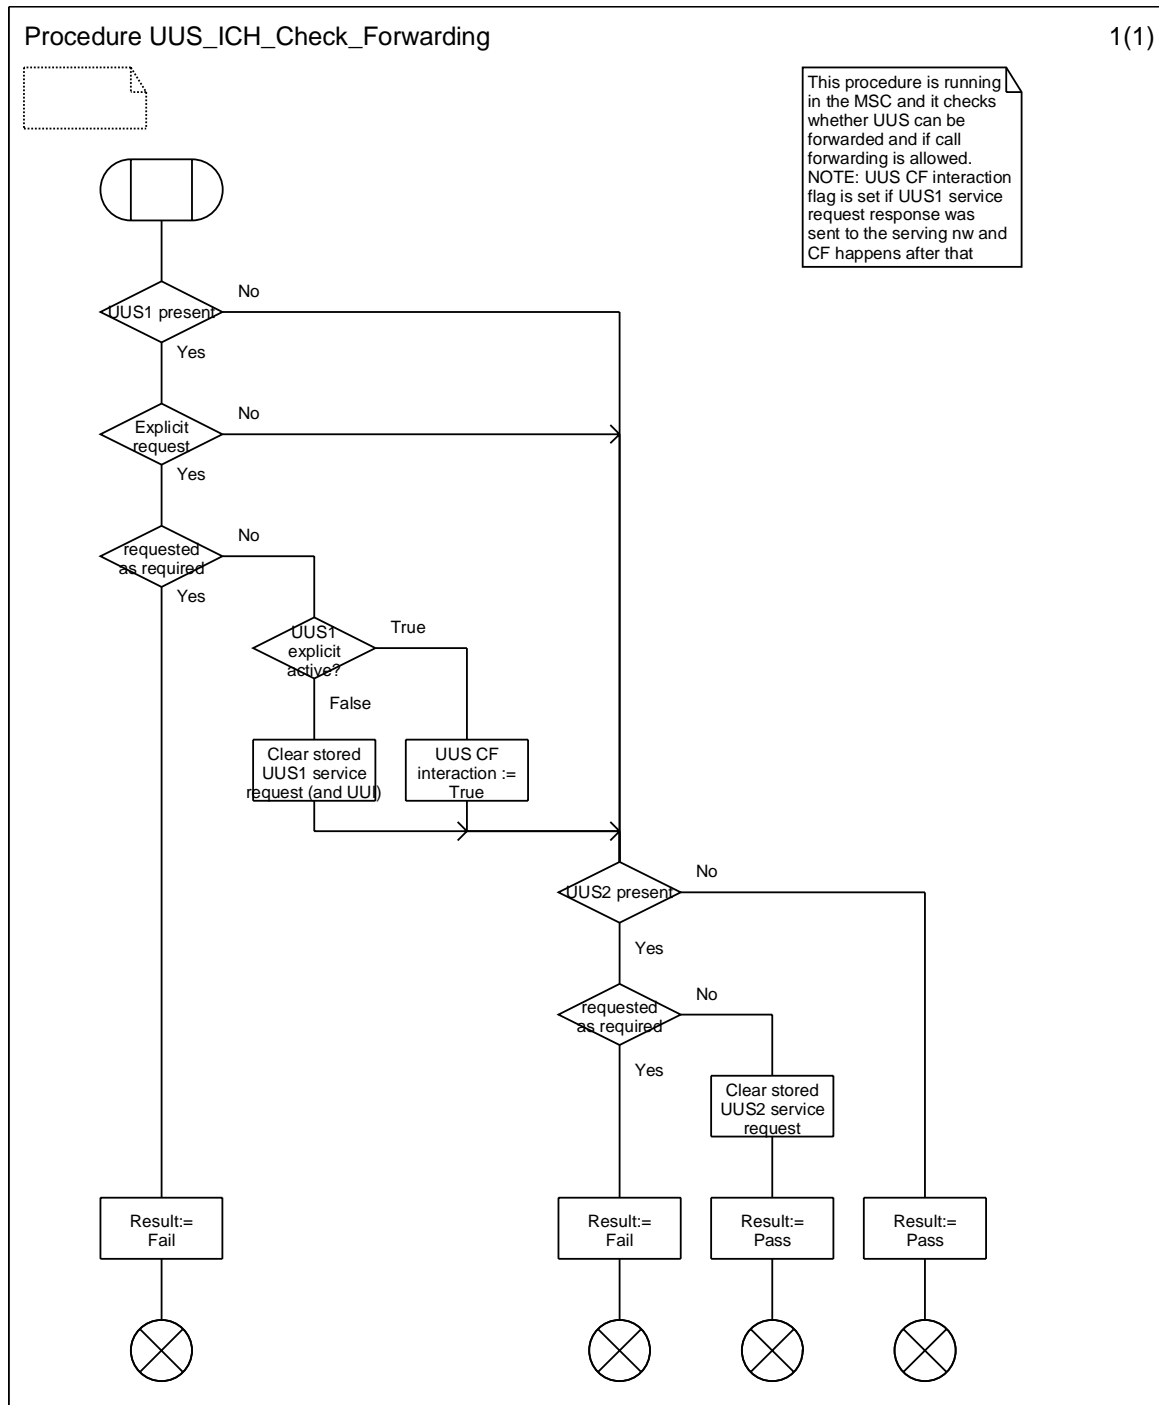 Procedure UUS_ICH_Check_Forwarding
1(1)
This procedure is running
in the MSC and it checks
whether UUS can be
forwarded and if call
forwarding is allowed.
NOTE: UUS CF interaction
flag is set if UUS1 service
request response was
sent to the serving nw and
CF happens after that
UUS1 present
No
Yes
Explicit
request
No
Yes
requested
as required
No
Yes
UUS1
explicit
active?
True
False
Clear stored
UUS1 service
request (and UUI)
UUS CF
interaction :=
True
UUS2 present
No
Yes
requested
as required
No
Yes
Clear stored
UUS2 service
request
Result:=
Fail
Result:=
Fail
Result:=
Pass
Result:=
Pass